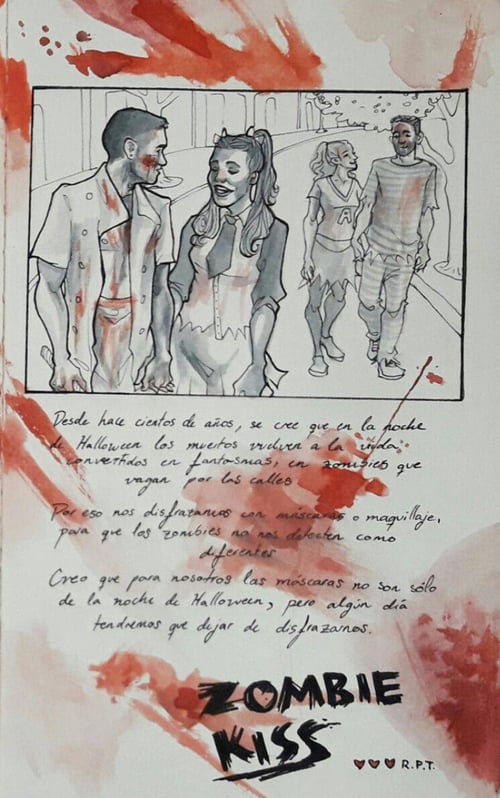 A
Desde hace cientos de años, se cree que en la noche
de Halloween los muertos vuelven a la vida
convertidos en fantasmas, en zombies que
vagan por las calles
Por eso nos disfrazamos con máscaras o maquillaje,
para que los zombies no nos detecten como
diferentes
Creo que para nosotros las máscaras no son sólo
de la noche de Halloween, pero algún día
tendremos que dejar de disfrazarnos.
ZOMBIE
KISS
R.P.T.